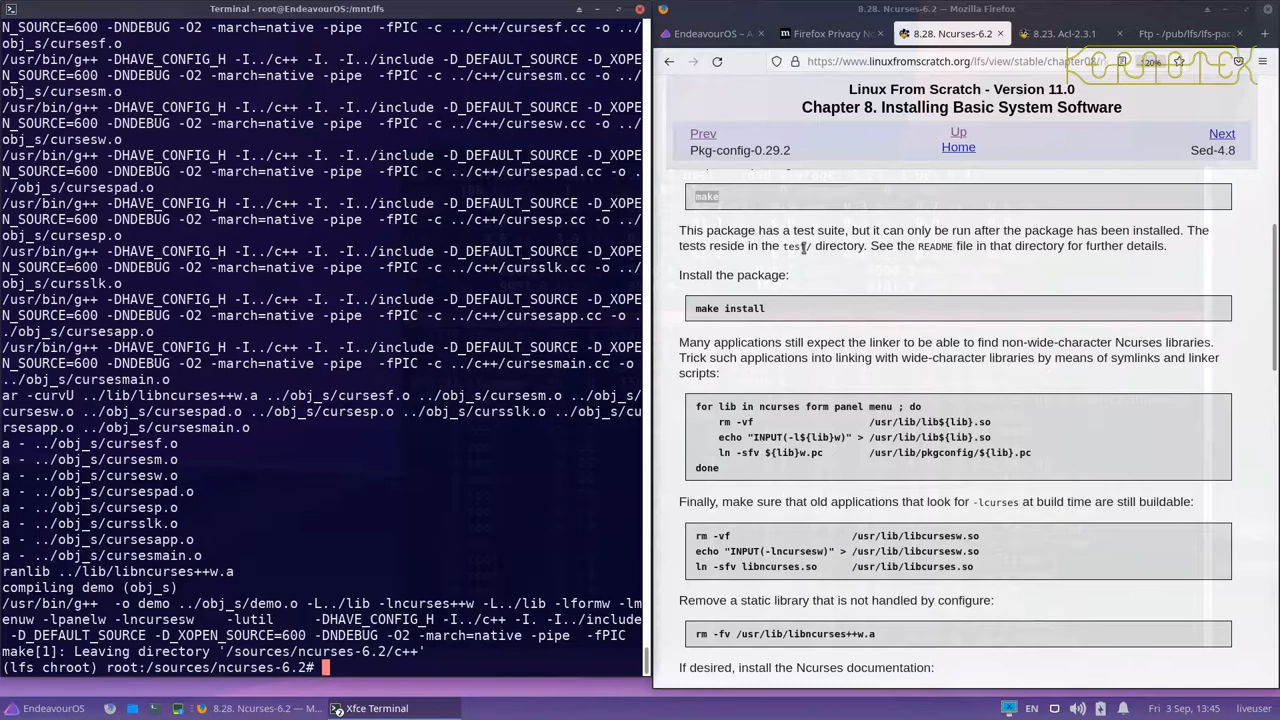 Terminal - root@EndeavourOS:/mnt/lfs
N_SOURCE=600 -DNDEBUG -O2 -march=native -pipe  -fPIC -c ../c++/cursesf.cc -o ../
obj_s/cursesf.o
/usr/bin/g++ -DHAVE_CONFIG_H -I../c++ -I. -I../include -D_DEFAULT_SOURCE -D_XOPE
N_SOURCE=600 -DNDEBUG -O2 -march=native -pipe  -fPIC -c ../c++/cursesm.cc -o ../
obj_s/cursesm.o
/usr/bin/g++ -DHAVE_CONFIG_H -I../c++ -I. -I../include -D_DEFAULT_SOURCE -D_XOPE
N_SOURCE=600 -DNDEBUG -O2 -march=native -pipe  -fPIC -c ../c++/cursesw.cc -o ../
obj_s/cursesw.o
/usr/bin/g++ -DHAVE_CONFIG_H -I../c++ -I. -I../include -D_DEFAULT_SOURCE -D_XOPE
N_SOURCE=600 -DNDEBUG -O2 -march=native -pipe  -fPIC -c ../c++/cursespad.cc -o .
./obj_s/cursespad.o
/usr/bin/g++ -DHAVE_CONFIG_H -I../c++ -I. -I../include -D_DEFAULT_SOURCE -D_XOPE
N_SOURCE=600 -DNDEBUG -O2 -march=native -pipe  -fPIC -c ../c++/cursesp.cc -o ../
obj_s/cursesp.o
/usr/bin/g++ -DHAVE_CONFIG_H -I../c++ -I. -I../include -D_DEFAULT_SOURCE -D_XOPE
N_SOURCE=600 -DNDEBUG -O2 -march=native -pipe  -fPIC -c ../c++/cursslk.cc -o ../
obj_s/cursslk.o
/usr/bin/g++ -DHAVE_CONFIG_H -I../c++ -I. -I../include -D_DEFAULT_SOURCE -D_XOPE
N_SOURCE=600 -DNDEBUG -O2 -march=native -pipe  -fPIC -c ../c++/cursesapp.cc -o .
./obj_s/cursesapp.o
/usr/bin/g++ -DHAVE_CONFIG_H -I../c++ -I. -I../include -D_DEFAULT_SOURCE -D_XOPE
N_SOURCE=600 -DNDEBUG -O2 -march=native -pipe  -fPIC -c ../c++/cursesmain.cc -o
../obj_s/cursesmain.o
ar -curvU ../lib/libncurses++w.a ../obj_s/cursesf.o ../obj_s/cursesm.o ../obj_s/
cursesw.o ../obj_s/cursespad.o ../obj_s/cursesp.o ../obj_s/cursslk.o ../obj_s/cu
rsesapp.o ../obj_s/cursesmain.o
a - ../obj_s/cursesf.o
a - ../obj_s/cursesm.o
a - ../obj_s/cursesw.o
a - ../obj_s/cursespad.o
a - ../obj_s/cursesp.o
a - ../obj_s/cursslk.o
a - ../obj_s/cursesapp.o
a - ../obj_s/cursesmain.o
ranlib ../lib/libncurses++w.a
compiling demo (obj_s)
/usr/bin/g++  -o demo ../obj_s/demo.o -L../lib -lncurses++w -L../lib -lformw -lm
enuw -lpanelw -lncursesw   -lutil    -DHAVE_CONFIG_H -I../c++ -I. -I../include
-D_DEFAULT_SOURCE -D_XOPEN_SOURCE=600 -DNDEBUG -O2 -march=native -pipe  -fPIC
make[1]: Leaving directory '/sources/ncurses-6.2/c++'
(lfs chroot) root:/sources/ncurses-6.2#
8.28. Ncurses-6.2 — Mozilla Firefox
EndeavourOS – A
Firefox Privacy No
8.28. Ncurses-6.2
8.23. Acl-2.3.1
Ftp - /pub/lfs/lfs-pac
https://www.linuxfromscratch.org/lfs/view/stable/chapter08/
120%
Linux From Scratch - Version 11.0
Chapter 8. Installing Basic System Software
Prev
Up
Next
Pkg-config-0.29.2
Home
Sed-4.8
make
This package has a test suite, but it can only be run after the package has been installed. The
tests reside in the test/ directory. See the README file in that directory for further details.
Install the package:
make install
Many applications still expect the linker to be able to find non-wide-character Ncurses libraries.
Trick such applications into linking with wide-character libraries by means of symlinks and linker
scripts:
for lib in ncurses form panel menu ; do
rm -vf                    /usr/lib/lib${lib}.so
echo "INPUT(-l${lib}w)" > /usr/lib/lib${lib}.so
ln -sfv ${lib}w.pc        /usr/lib/pkgconfig/${lib}.pc
done
Finally, make sure that old applications that look for -lcurses at build time are still buildable:
rm -vf                     /usr/lib/libcursesw.so
echo "INPUT(-lncursesw)" > /usr/lib/libcursesw.so
ln -sfv libncurses.so      /usr/lib/libcurses.so
Remove a static library that is not handled by configure:
rm -fv /usr/lib/libncurses++w.a
If desired, install the Ncurses documentation:
EndeavourOS
8.28. Ncurses-6.2 — M...
Xfce Terminal
EN
Fri 3 Sep, 13:45
liveuser